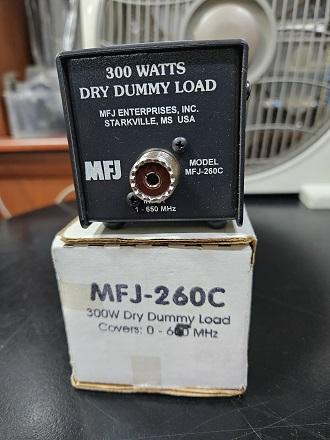 300 WATTS
DRY DUMMY LOAD
MFJ ENTERPRISES, INC.
STARKVILLE, MS USA
MFJ
MODEL
MFJ-260C
1 - 650 MHz
MFJ-260C
300W Dry Dummy Load
Covers: 0 - MHz